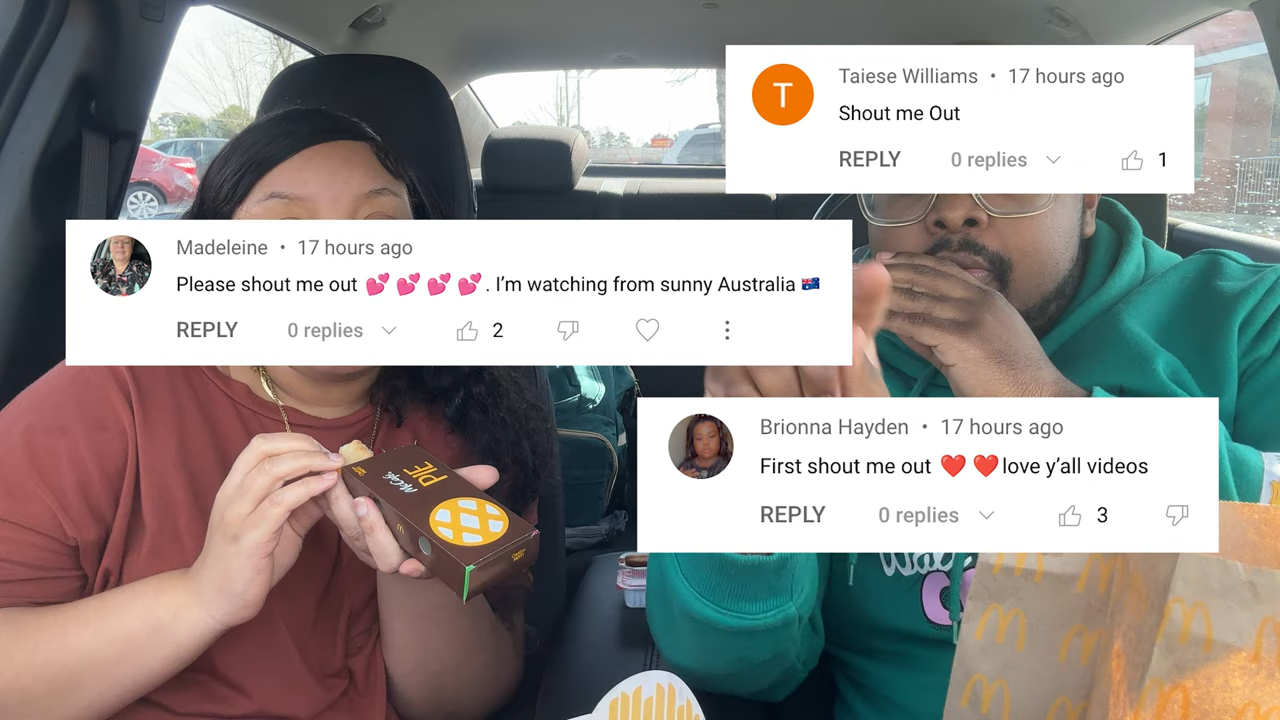 Taiese Williams • 17 hours ago
T
Shout me Out
REPLY 0 replies 1
Madeleine • 17 hours ago
Please shout me out 💕 💕 💕 💕 . I'm watching from sunny Australia 🇦🇺
REPLY 0 replies 2
Brionna Hayden • 17 hours ago
First shout me out ❤️ ❤️ love y'all videos
REPLY 0 replies 3
McCafe
PIE